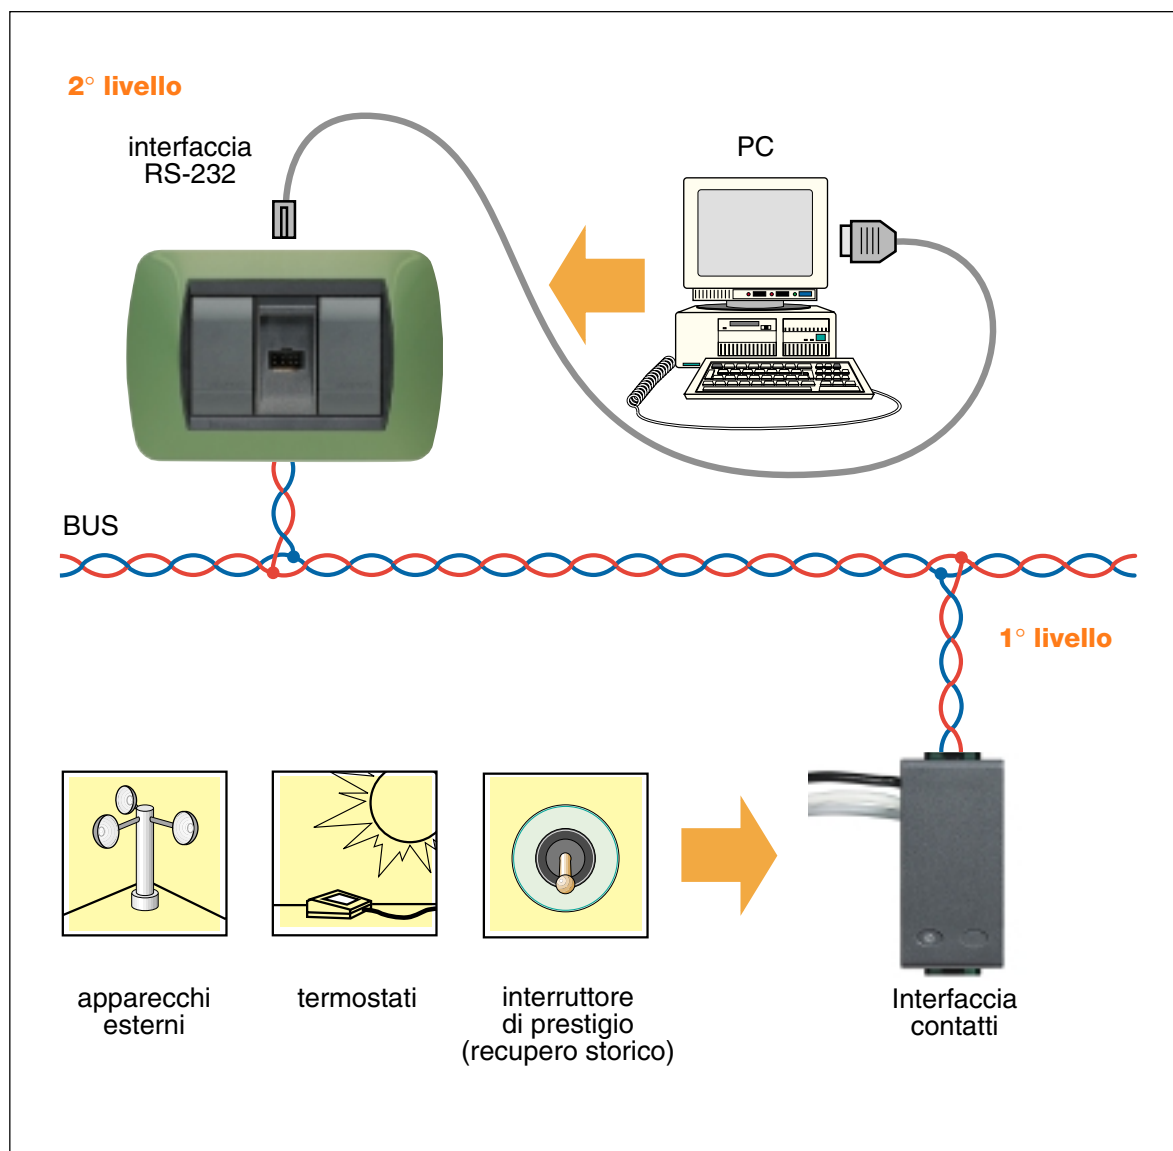 2° livello
interfaccia
RS-232
PC
BUS
1° livello
apparecchi
esterni
termostati
interruttore
di prestigio
(recupero storico)
Interfaccia
contatti